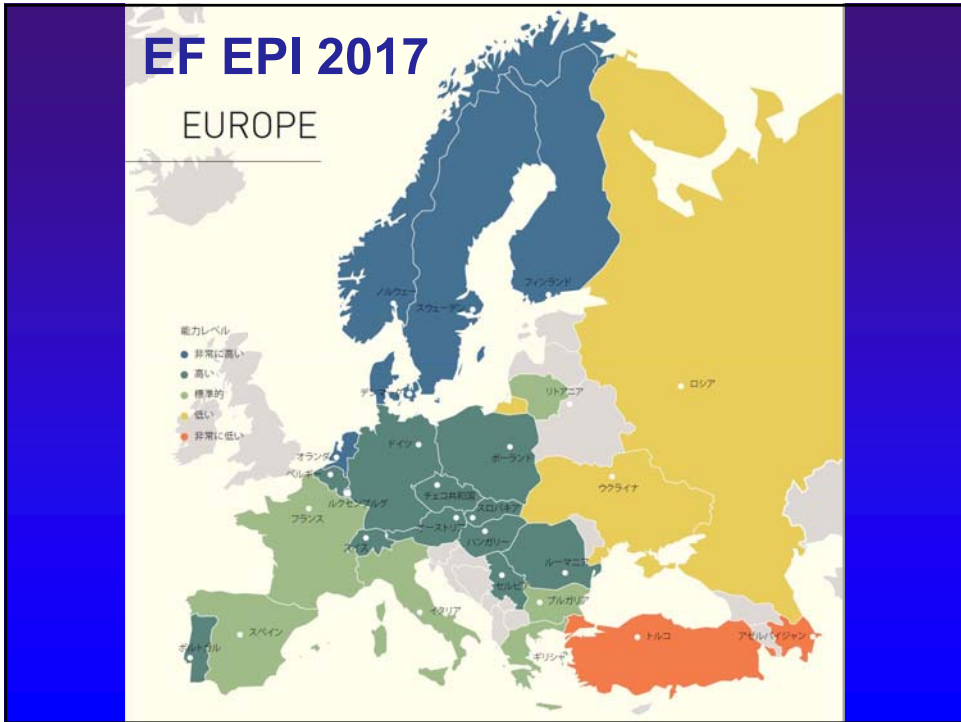 EF EPI 2017
EUROPE
フィンランド
ノルウェー
スウェーデン
能力レベル
非常に高い
高い
標準的
低い
非常に低い
ロシア
デンマーク
リトアニア
ドイツ
ポーランド
オランダ
ベルギー
ウクライナ
チェコ共和国
ルクセンブルグ
スロバキア
フランス
オーストリア
ハンガリー
スイス
ルーマニア
セルビア
ブルガリア
イタリア
スペイン
トルコ
アゼルバイジャン
ポルトガル
ギリシャ